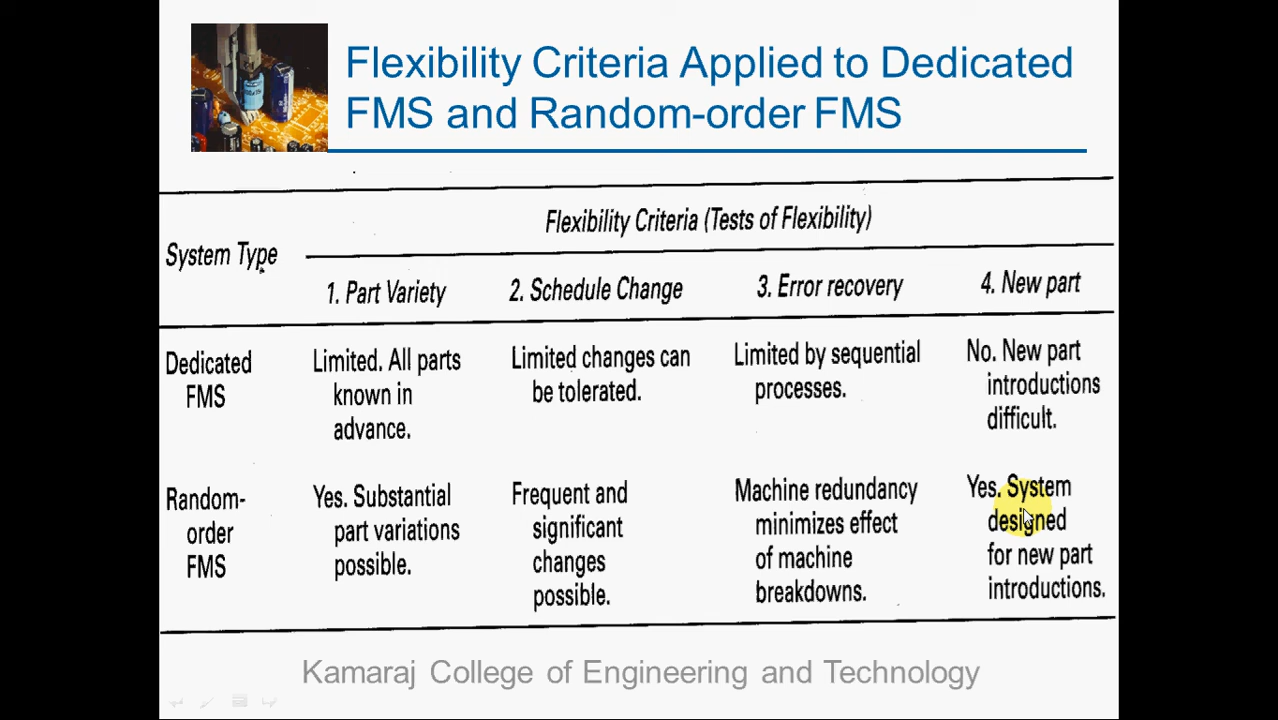 Flexibility Criteria Applied to Dedicated
FMS and Random-order FMS
System Type
Flexibility Criteria (Tests of Flexibility)
1. Part Variety
2. Schedule Change
3. Error recovery
4. New part
Dedicated
FMS
Limited. All parts
known in
advance.
Limited changes can
be tolerated.
Limited by sequential
processes.
No. New part
introductions
difficult.
Random-
order
FMS
Yes. Substantial
part variations
possible.
Frequent and
significant
changes
possible.
Machine redundancy
minimizes effect
of machine
breakdowns.
Yes. System
designed
for new part
introductions.
Kamaraj College of Engineering and Technology